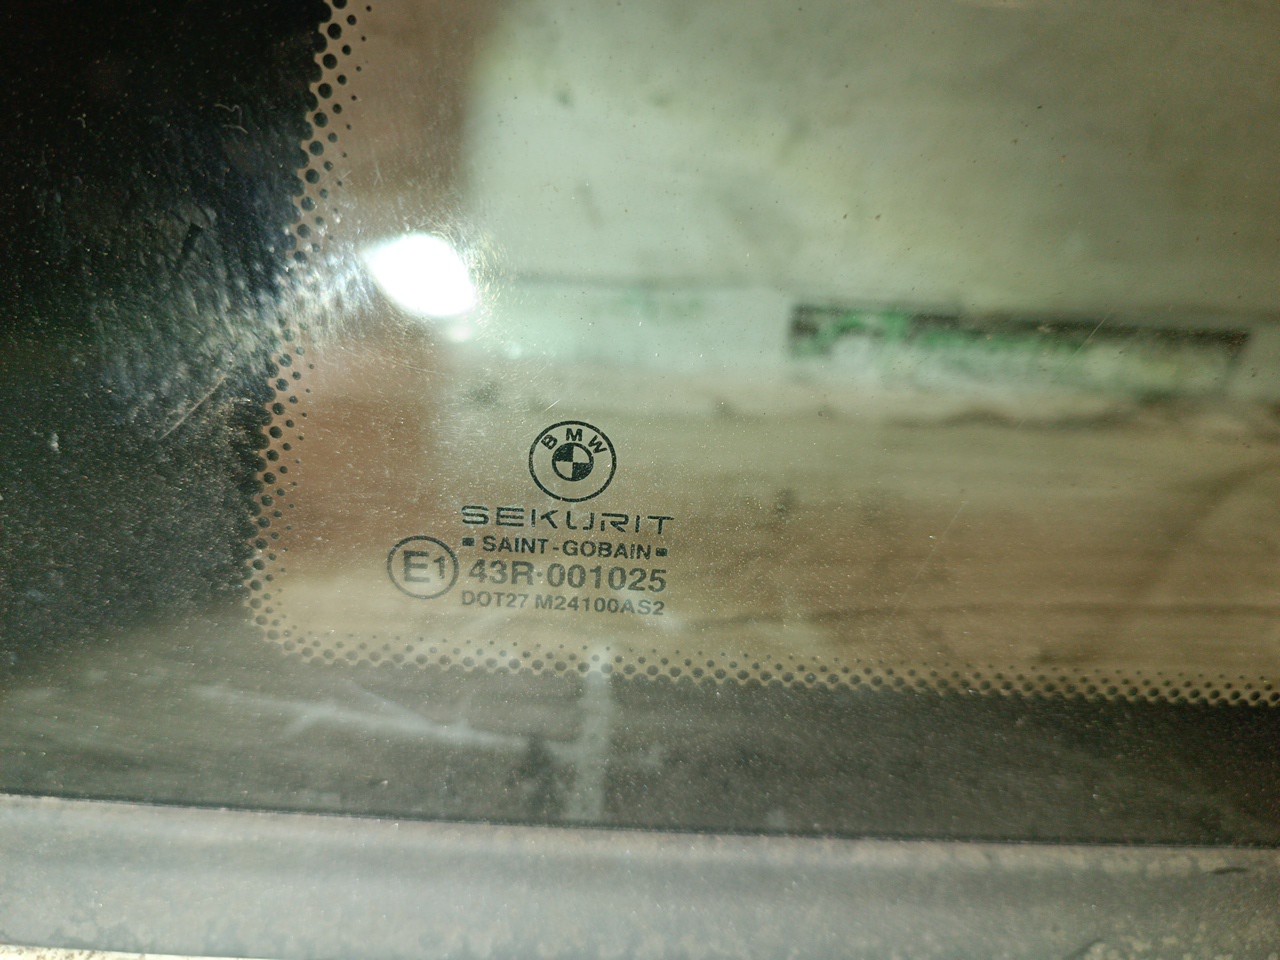 BMW
SEKURIT
SAINT-GOBAIN
E1
43R-001025
DOT27 M24100AS2